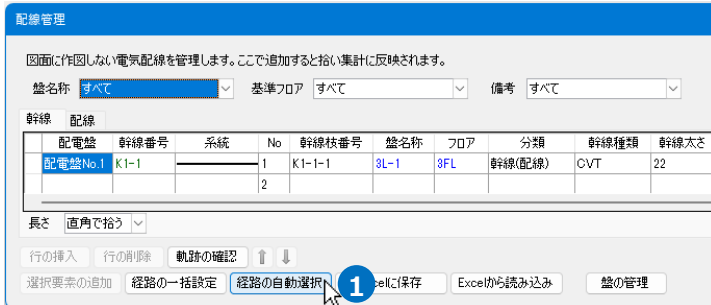 配線管理
図面に作図しない電気配線を管理します。ここで追加すると拾い集計に反映されます。
盤名称 すべて 基準フロア すべて 備考 すべて
幹線 配線
配電盤 幹線番号 系統 No 幹線枝番号 盤名称 フロア 分類 幹線種類 幹線太さ
配電盤No.1 K1-1 1 K1-1-1 3L-1 3FL 幹線(配線) CVT 22
2
長さ 直角で拾う
行の挿入 行の削除 軌跡の確認
選択要素の追加 経路の一括設定 経路の自動選択 1 celに保存 Excelから読み込み 盤の管理